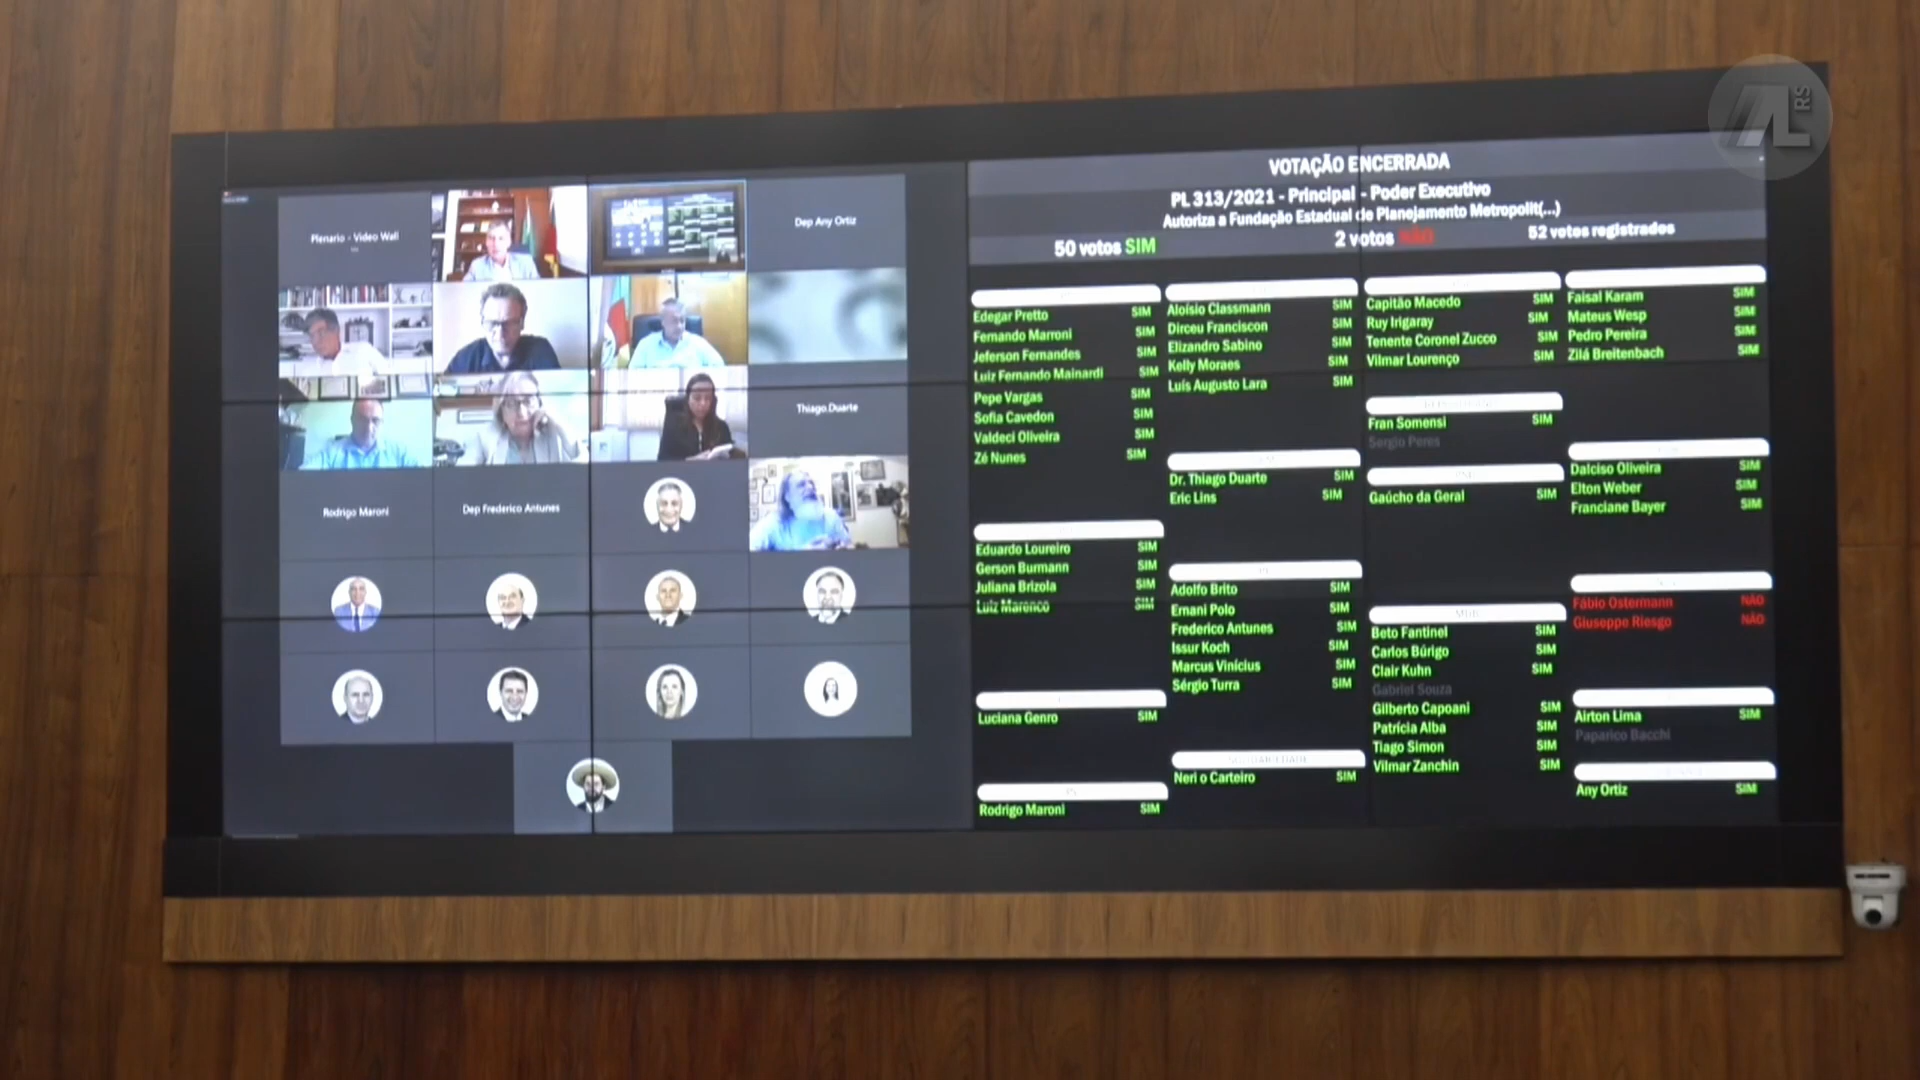 AL RS
VOTAÇÃO ENCERRADA
PL 313/2021 - Principal - Poder Executivo
Autoriza a Fundação Estadual de Planejamento Metropolit(...)
50 votos SIM
2 votos NÃO
52 votos registrados
Plenario - Video Wall
Dep Any Ortiz
Thiago Duarte
Rodrigo Maroni
Dep Frederico Antunes
Edegar Pretto SIM
Fernando Marroni SIM
Jeferson Fernandes SIM
Luiz Fernando Mainardi SIM
Pepe Vargas SIM
Sofia Cavedon SIM
Valdeci Oliveira SIM
Zé Nunes SIM
Eduardo Loureiro SIM
Gerson Burmann SIM
Juliana Brizola SIM
Luiz Marenco SIM
Luciana Genro SIM
Rodrigo Maroni SIM
Aloísio Classmann SIM
Dirceu Franciscon SIM
Elizandro Sabino SIM
Kelly Moraes SIM
Luís Augusto Lara SIM
Dr. Thiago Duarte SIM
Eric Lins SIM
Adolfo Brito SIM
Ernani Polo SIM
Frederico Antunes SIM
Issur Koch SIM
Marcus Vinícius SIM
Sérgio Turra SIM
SOLIDARIEDADE
Neri o Carteiro SIM
Capitão Macedo SIM
Ruy Irigaray SIM
Tenente Coronel Zucco SIM
Vilmar Lourenço SIM
Fran Somensi SIM
Sergio Peres
Gaúcho da Geral SIM
MDB
Beto Fantinel SIM
Carlos Búrigo SIM
Clair Kuhn SIM
Gabriel Souza
Gilberto Capoani SIM
Patrícia Alba SIM
Tiago Simon SIM
Vilmar Zanchin SIM
Faisal Karam SIM
Mateus Wesp SIM
Pedro Pereira SIM
Zilá Breitenbach SIM
Dalciso Oliveira SIM
Elton Weber SIM
Franciane Bayer SIM
Fábio Ostermann NÃO
Giuseppe Riesgo NÃO
Airton Lima SIM
Paparico Bacchi
Any Ortiz SIM